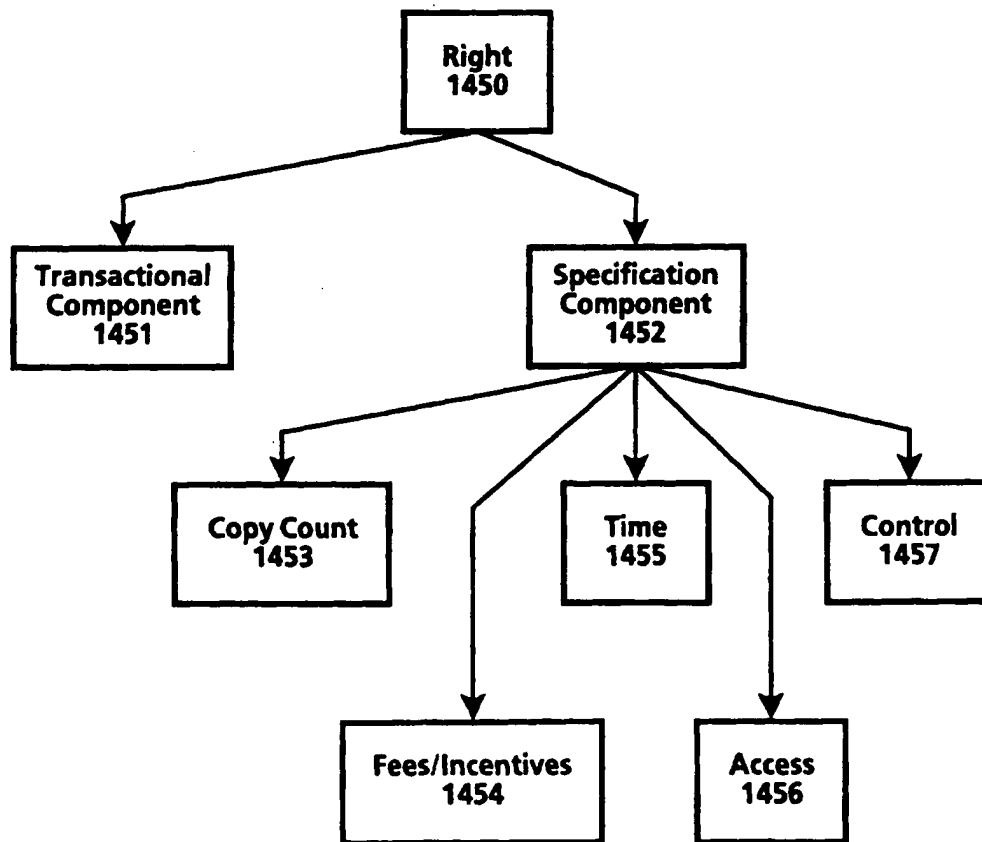 Right
1450
Transactional
Component
1451
Specification
Component
1452
Copy Count
1453
Time
1455
Control
1457
Fees/Incentives
1454
Access
1456